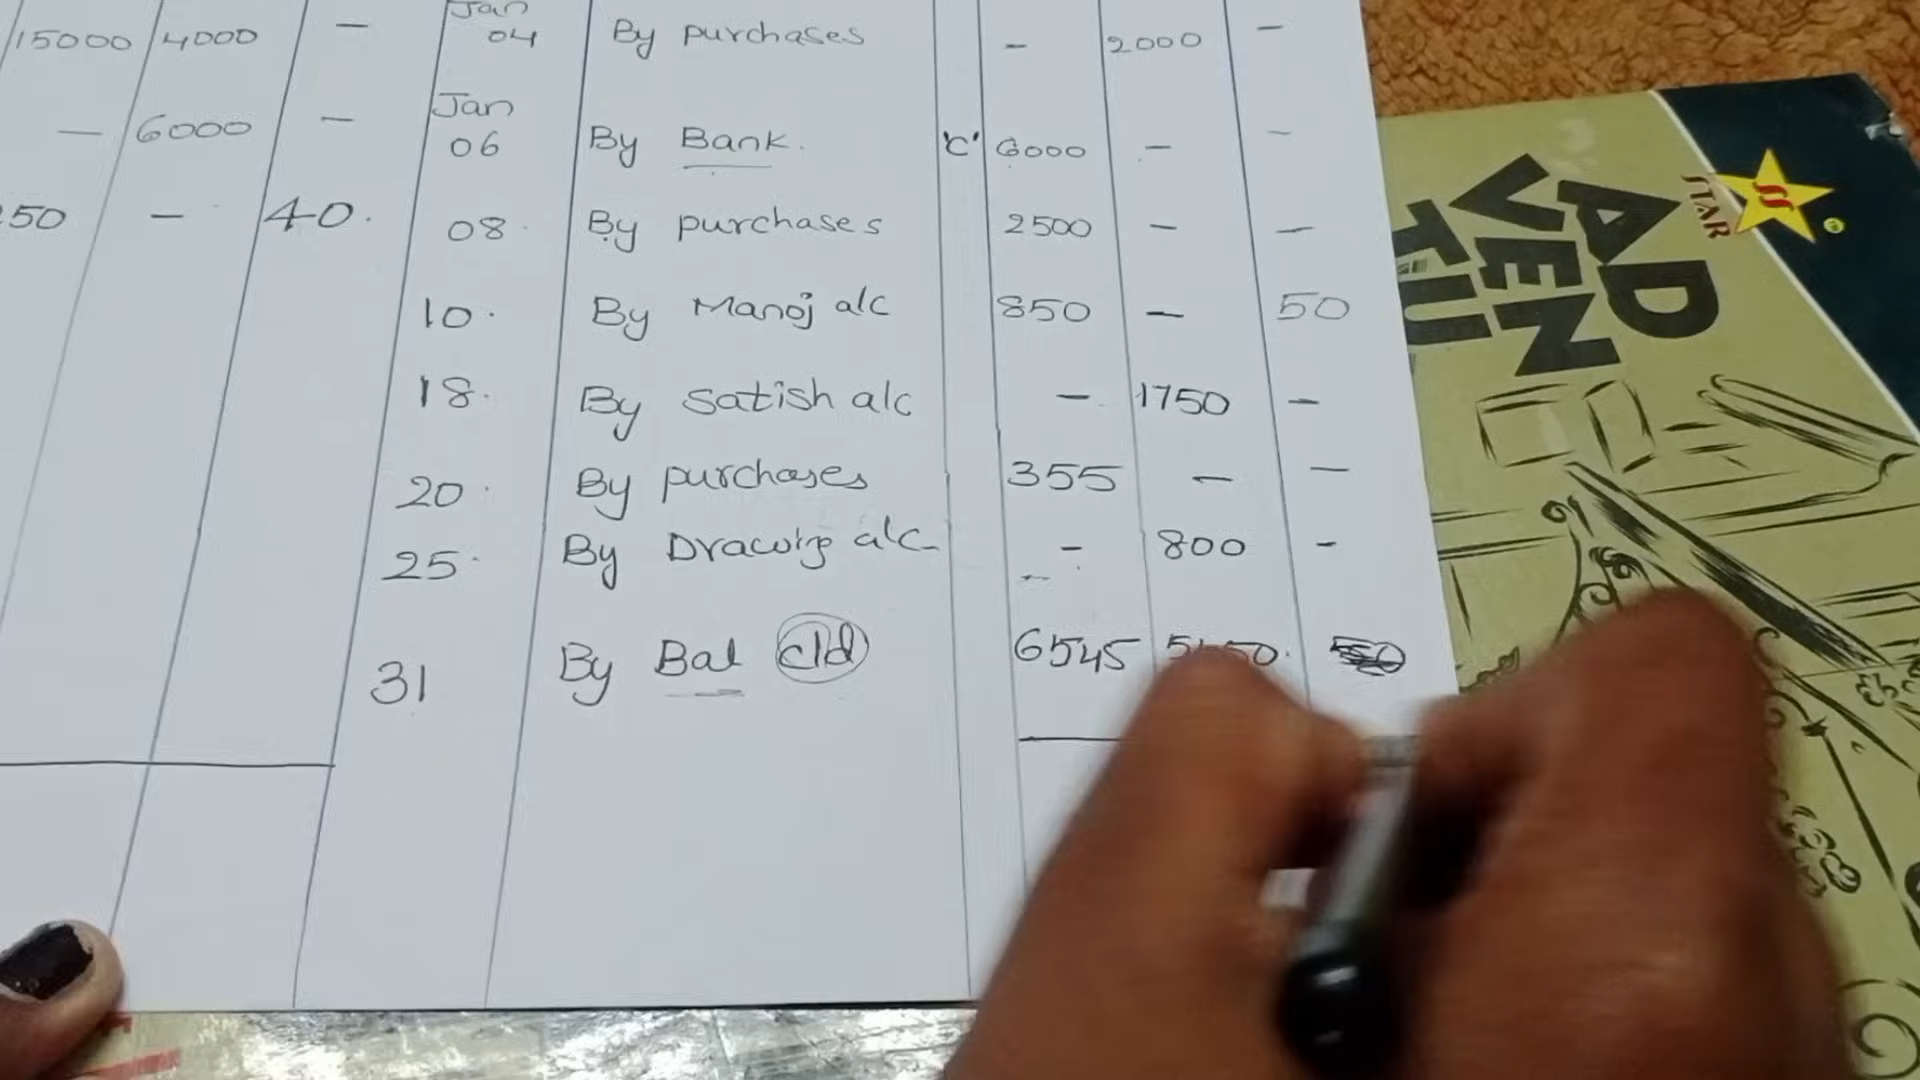 15000 4000 — Jan 04 By purchases - 2000 -
— 6000 - Jan 06 By Bank. 'C' 6000 - -
- 40. 08. By purchases 2500 - -
10. By Manoj a/c 850 - 50
18. By Satish a/c - 1750 -
20. By purchases 355 - -
25. By a/c - 800 -
31 By Bal c/d 6545
STAR
ADVENTU